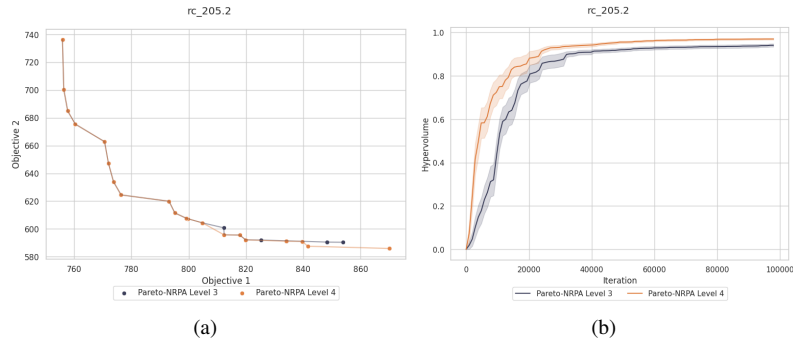 rc_205.2
740
720
700
680
660
640
620
600
580
Objective 2
760
780
800
820
840
860
Objective 1
Pareto-NRPA Level 3
Pareto-NRPA Level 4
(a)
rc_205.2
1.0
0.8
0.6
0.4
0.2
0.0
Hypervolume
0
20000
40000
60000
80000
100000
Iteration
Pareto-NRPA Level 3
Pareto-NRPA Level 4
(b)